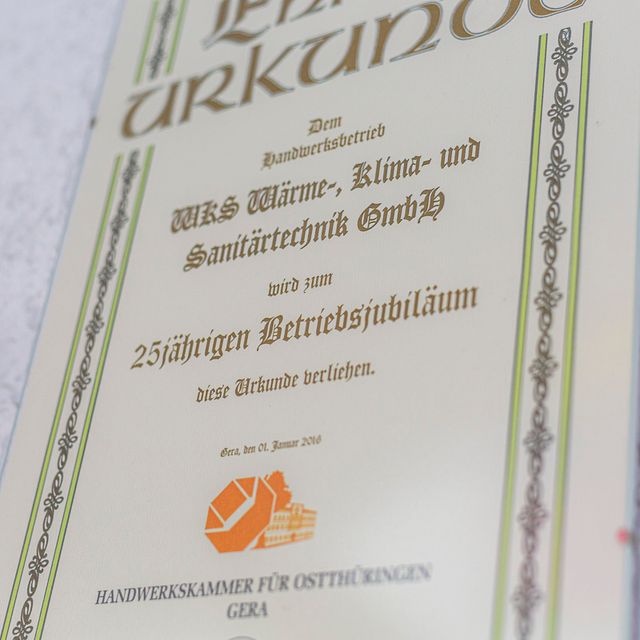 Urkunde
Dem
Handwerksbetrieb
WKS Wärme-, Klima- und
Sanitärtechnik GmbH
wird zum
25jährigen Betriebsjubiläum
diese Urkunde verliehen.
Gera, den 01. Januar 2016
HANDWERKSKAMMER FÜR OSTTHÜRINGEN
GERA